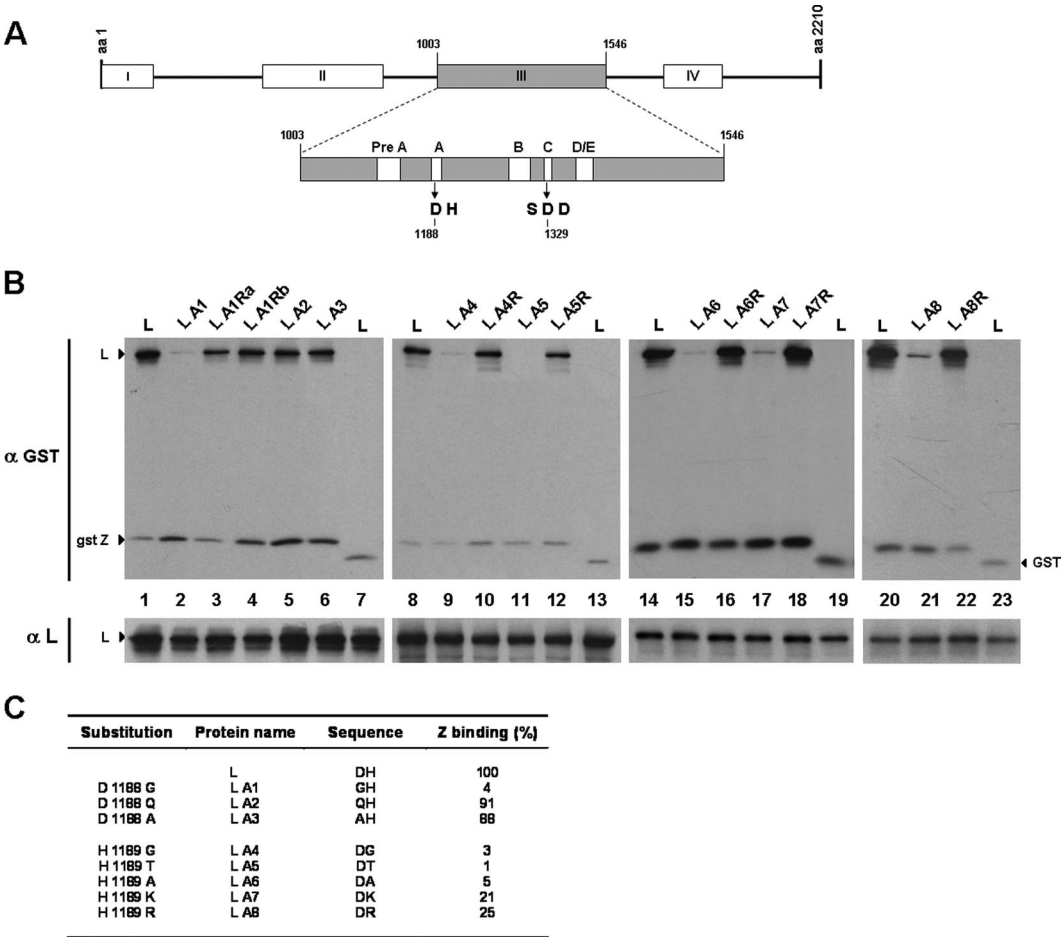 A
aa 1
1003
1546
aa 2210
I
II
III
IV
1003
1546
Pre A
A
B
C
D/E
D H
S D D
1188
1329
B
L
L A1
L A1Ra
L A1Rb
L A2
L A3
L
L
L A4
L A4R
L A5
L A5R
L
L
L A6
L A6R
L A7
L A7R
L
L
L A8
L A8R
L
L
α GST
gst Z
GST
1 2 3 4 5 6 7 8 9 10 11 12 13 14 15 16 17 18 19 20 21 22 23
α L
L
C
Substitution Protein name Sequence Z binding (%)
L DH 100
D 1188 G L A1 GH 4
D 1188 Q L A2 QH 91
D 1188 A L A3 AH 88
H 1189 G L A4 DG 3
H 1189 T L A5 DT 1
H 1189 A L A6 DA 5
H 1189 K L A7 DK 21
H 1189 R L A8 DR 25